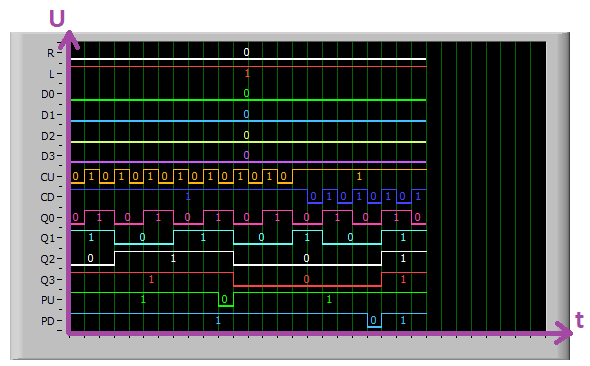 U
R 0
L 1
D0 0
D1 0
D2 0
D3 0
CU 0 1 0 1 0 1 0 1 0 1 0 1 0 1 0 1
CD 1 0 1 0 1 0 1 0 1
Q0 0 1 0 1 0 1 0 1 0 1 0 1 0
Q1 1 0 1 0 1 0 1
Q2 0 1 0 1
Q3 1 0 1
PU 1 0 1
PD 1 0 1
t